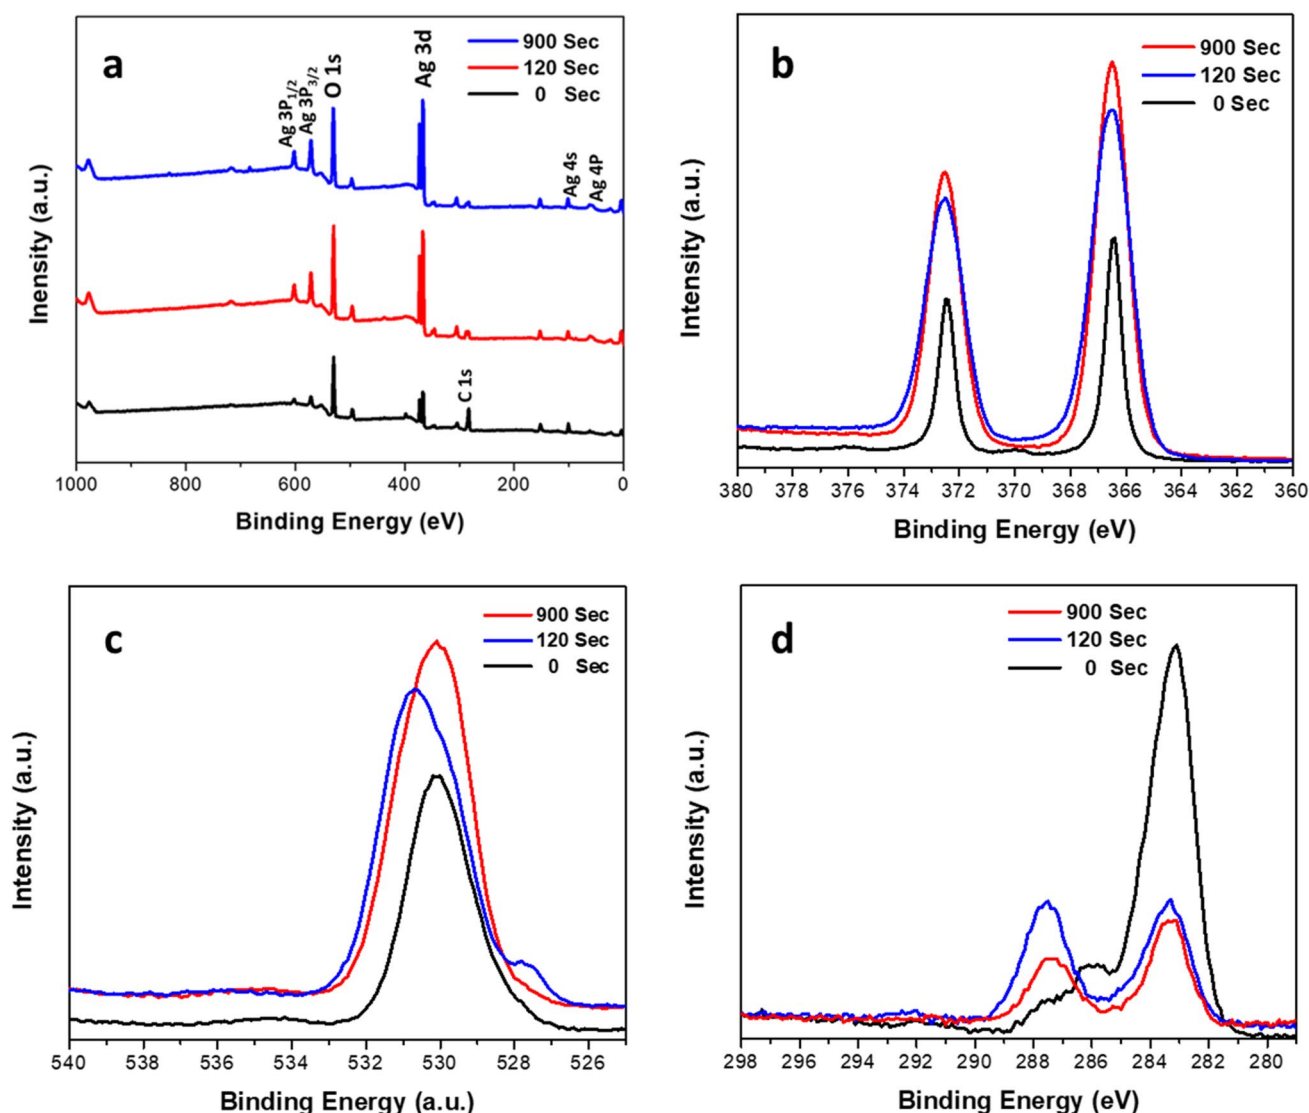 a
900 Sec
120 Sec
0 Sec
Ag 3P1/2
Ag 3P3/2
O 1s
Ag 3d
Ag 4s
Ag 4P
C 1s
Inensity (a.u.)
1000 800 600 400 200 0
Binding Energy (eV)
b
900 Sec
120 Sec
0 Sec
Intensity (a.u.)
380 378 376 374 372 370 368 366 364 362 360
Binding Energy (eV)
c
900 Sec
120 Sec
0 Sec
Intensity (a.u.)
540 538 536 534 532 530 528 526
Binding Energy (a.u.)
d
900 Sec
120 Sec
0 Sec
Intensity (a.u.)
298 296 294 292 290 288 286 284 282 280
Binding Energy (eV)